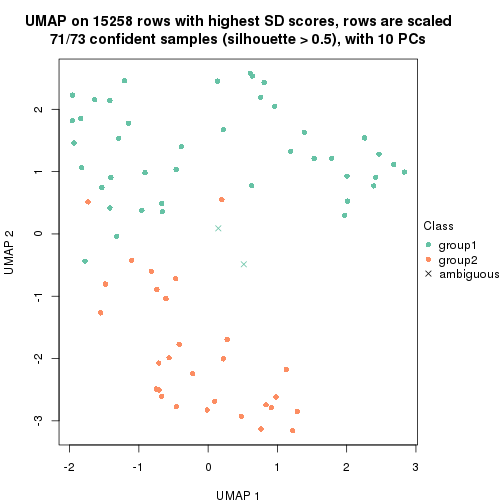 UMAP on 15258 rows with highest SD scores, rows are scaled
71/73 confident samples (silhouette > 0.5), with 10 PCs
2
1
0
-1
-2
-3
UMAP 2
Class
group1
group2
ambiguous
-2 -1 0 1 2 3
UMAP 1